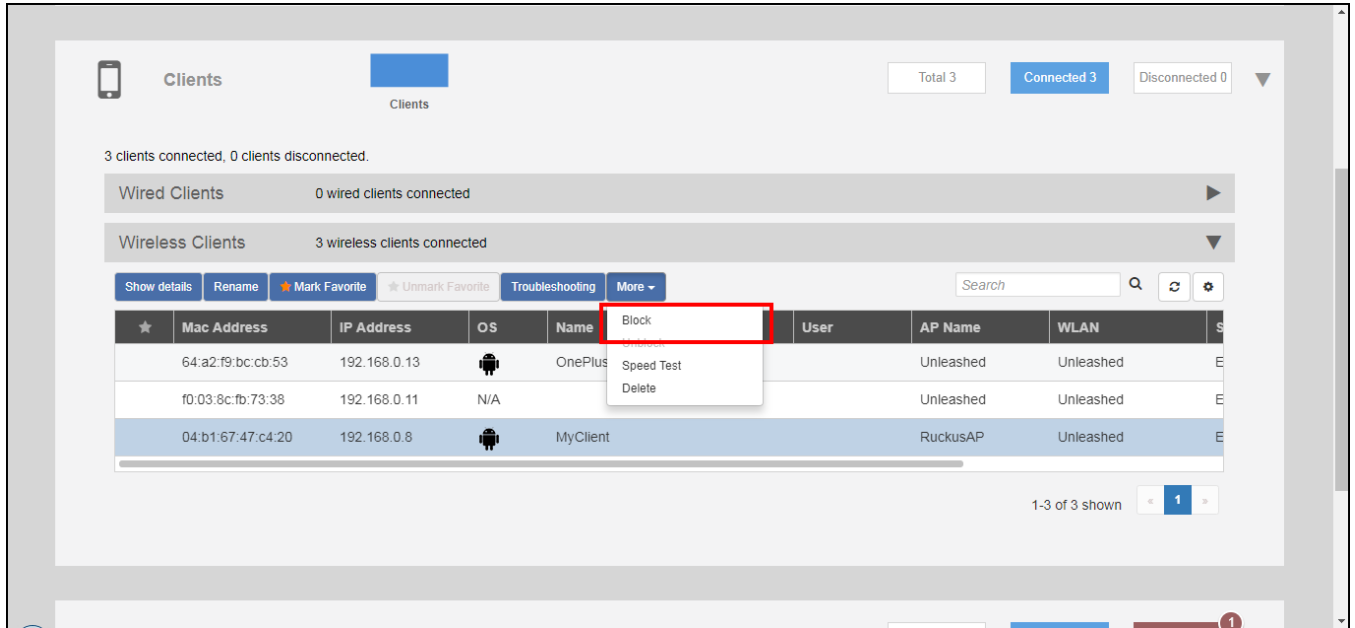 Clients
Clients
Total 3
Connected 3
Disconnected 0
3 clients connected, 0 clients disconnected.
Wired Clients 0 wired clients connected
Wireless Clients 3 wireless clients connected
Show details Rename Mark Favorite Unmark Favorite Troubleshooting More Search
Block
Unblock
Speed Test
Delete
Mac Address IP Address OS Name User AP Name WLAN S
64:a2:f9:bc:cb:53 192.168.0.13 OnePlus Unleashed Unleashed E
f0:03:8c:fb:73:38 192.168.0.11 N/A Unleashed Unleashed E
04:b1:67:47:c4:20 192.168.0.8 MyClient RuckusAP Unleashed E
1-3 of 3 shown « 1 »
1